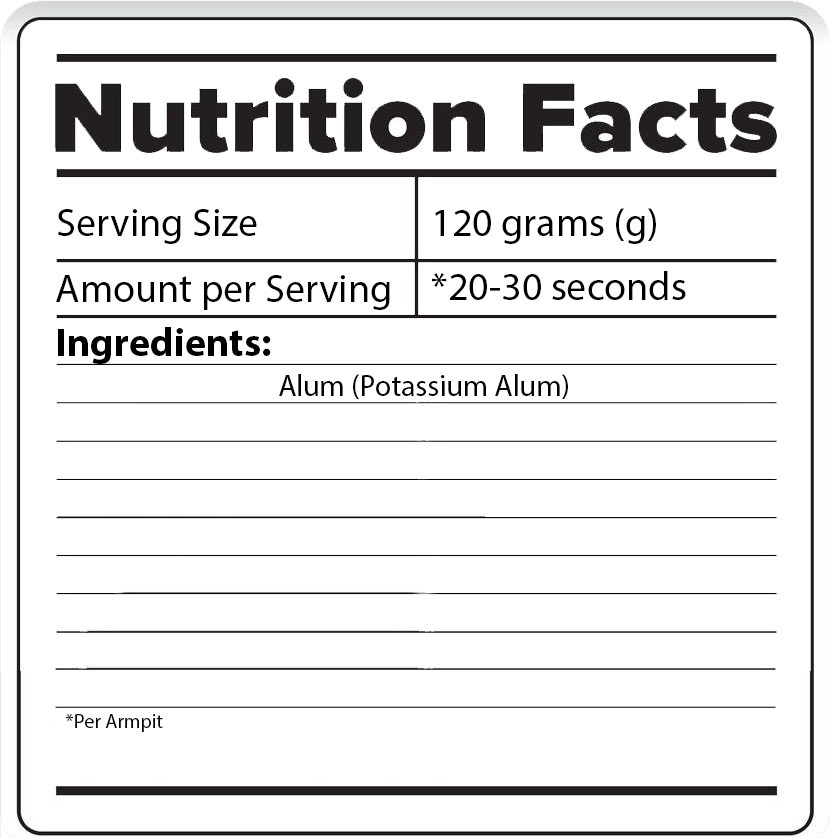 Nutrition Facts
Serving Size 120 grams (g)
Amount per Serving *20-30 seconds
Ingredients:
Alum (Potassium Alum)
*Per Armpit